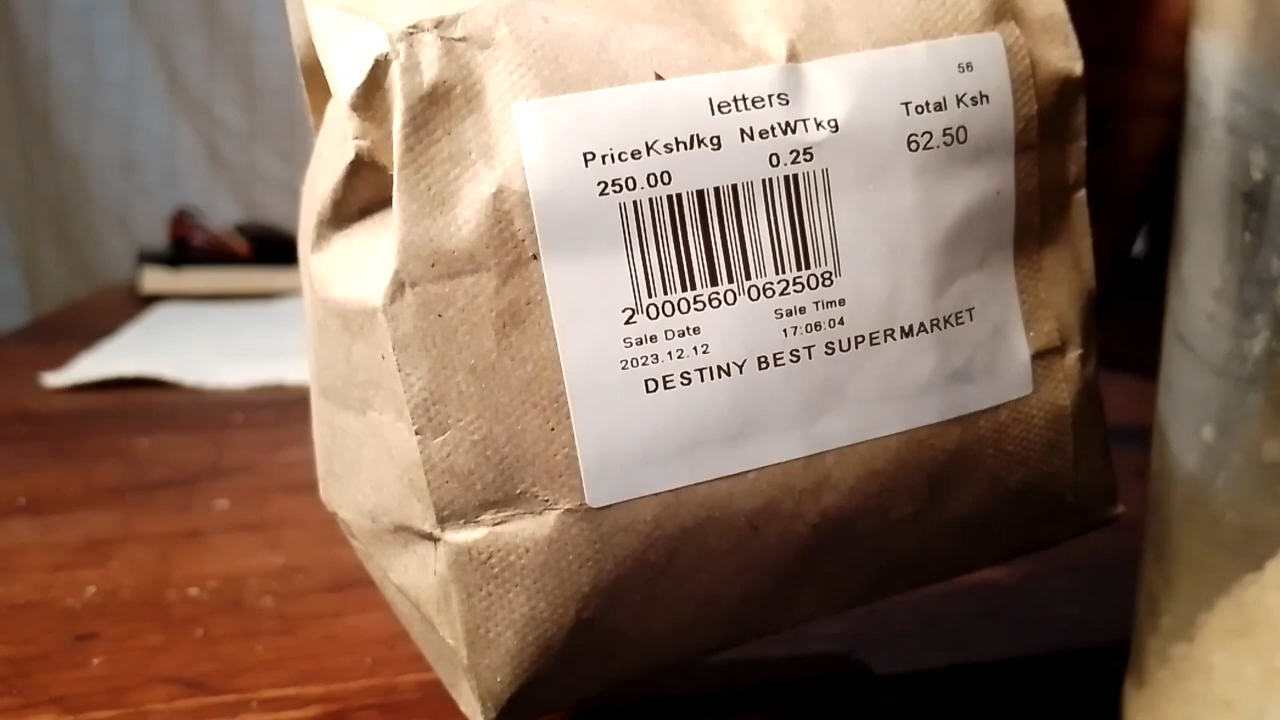 56
letters
PriceKsh/kg NetWTkg Total Ksh
250.00 0.25 62.50
2 000560 062508
Sale Date Sale Time
2023.12.12 17:06:04
DESTINY BEST SUPERMARKET